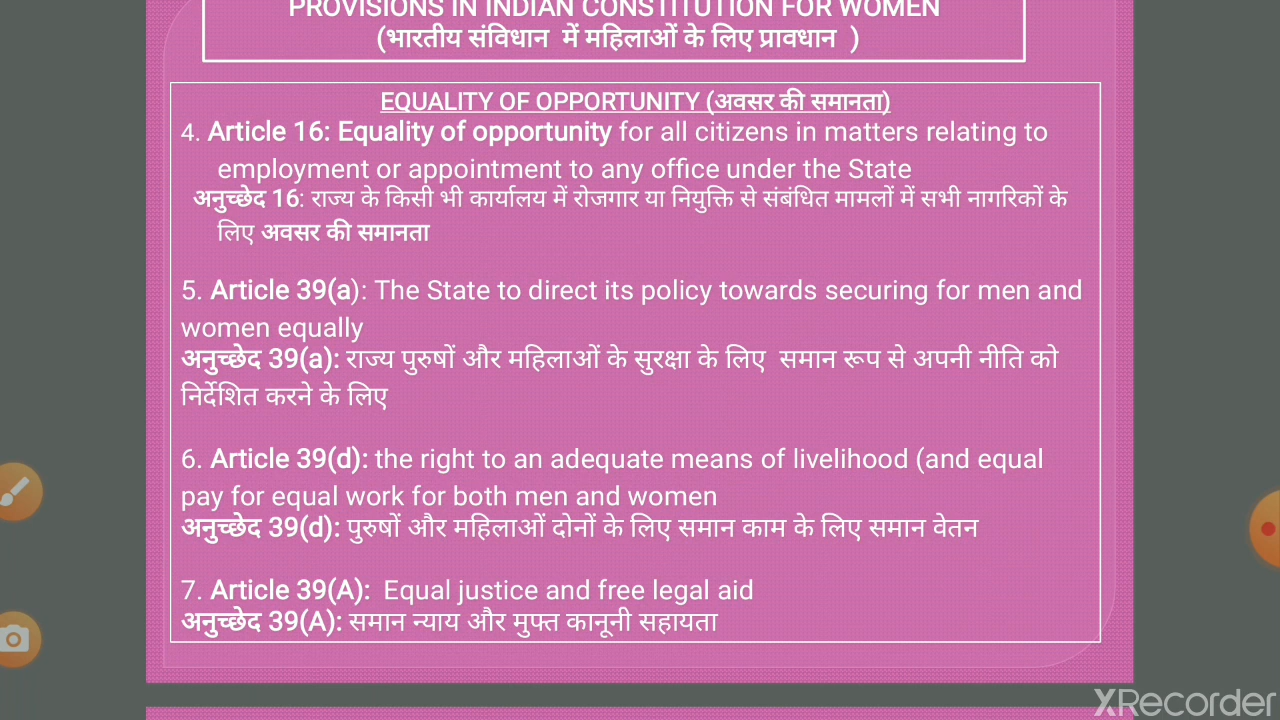 PROVISIONS IN INDIAN CONSTITUTION FOR WOMEN
(भारतीय संविधान में महिलाओं के लिए प्रावधान )
EQUALITY OF OPPORTUNITY (अवसर की समानता)
4. Article 16: Equality of opportunity for all citizens in matters relating to
employment or appointment to any office under the State
अनुच्छेद 16: राज्य के किसी भी कार्यालय में रोजगार या नियुक्ति से संबंधित मामलों में सभी नागरिकों के
लिए अवसर की समानता
5. Article 39(a): The State to direct its policy towards securing for men and
women equally
अनुच्छेद 39(a): राज्य पुरुषों और महिलाओं के सुरक्षा के लिए समान रूप से अपनी नीति को
निर्देशित करने के लिए
6. Article 39(d): the right to an adequate means of livelihood (and equal
pay for equal work for both men and women
अनुच्छेद 39(d): पुरुषों और महिलाओं दोनों के लिए समान काम के लिए समान वेतन
7. Article 39(A): Equal justice and free legal aid
अनुच्छेद 39(A): समान न्याय और मुफ्त कानूनी सहायता
XRecorder